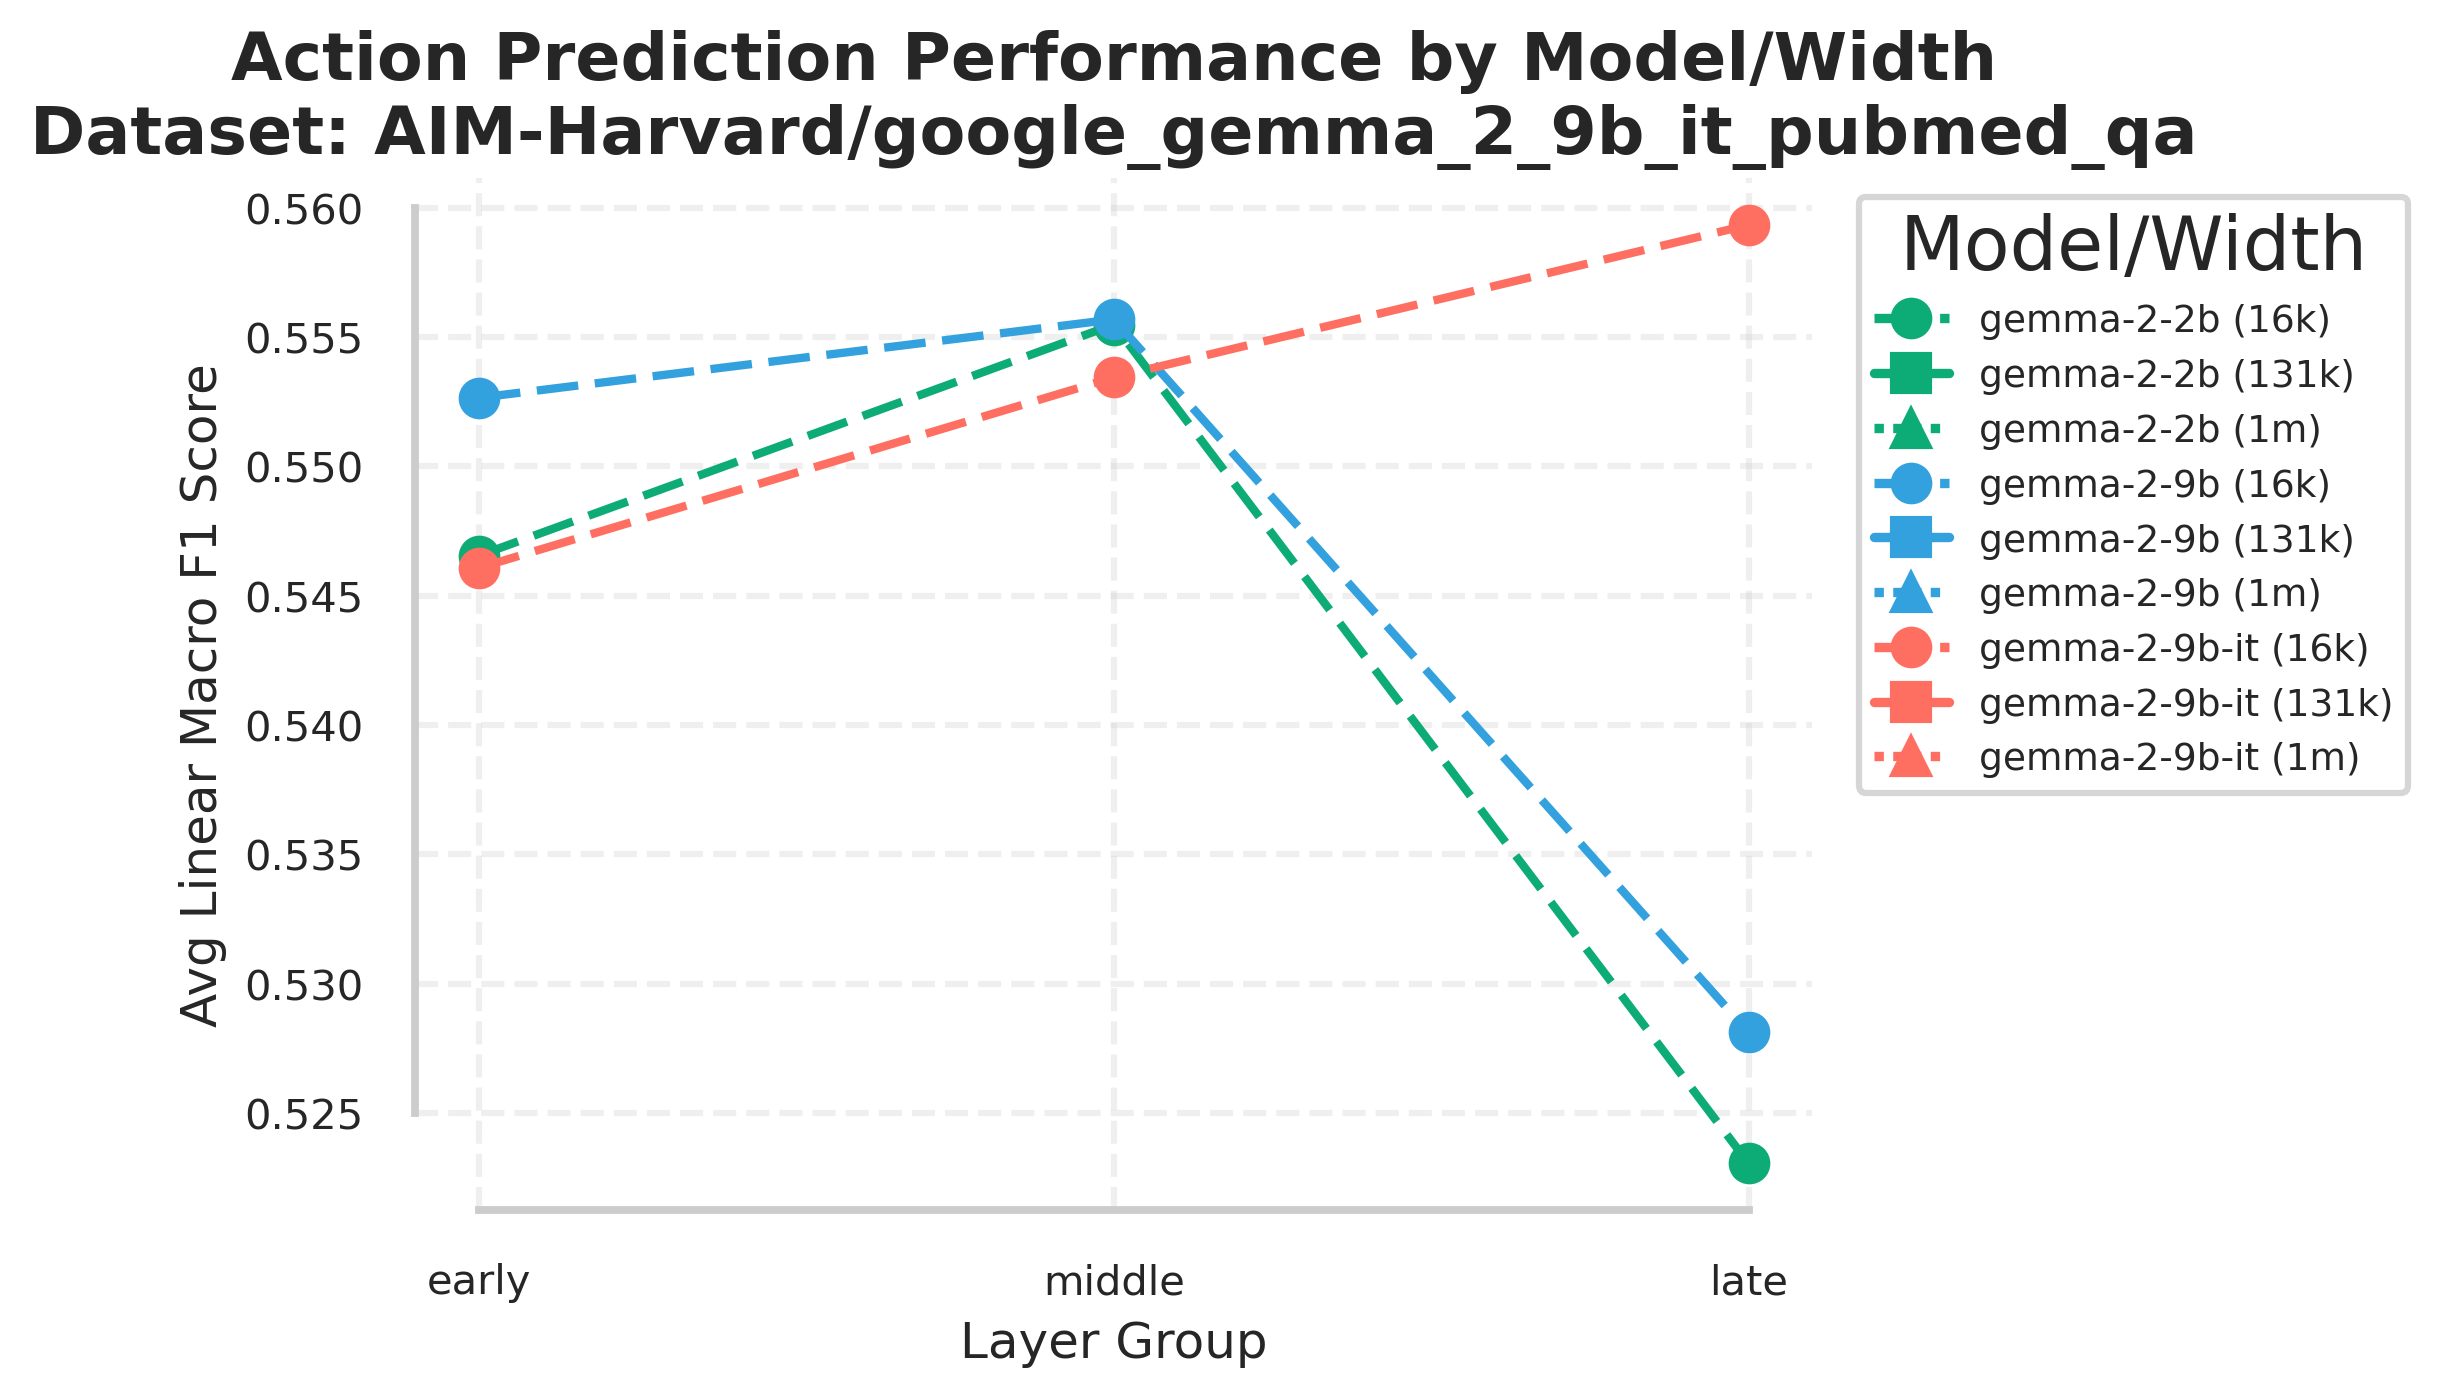 Action Prediction Performance by Model/Width
Dataset: AIM-Harvard/google_gemma_2_9b_it_pubmed_qa
Avg Linear Macro F1 Score
0.560
0.555
0.550
0.545
0.540
0.535
0.530
0.525
early
middle
late
Layer Group
Model/Width
gemma-2-2b (16k)
gemma-2-2b (131k)
gemma-2-2b (1m)
gemma-2-9b (16k)
gemma-2-9b (131k)
gemma-2-9b (1m)
gemma-2-9b-it (16k)
gemma-2-9b-it (131k)
gemma-2-9b-it (1m)